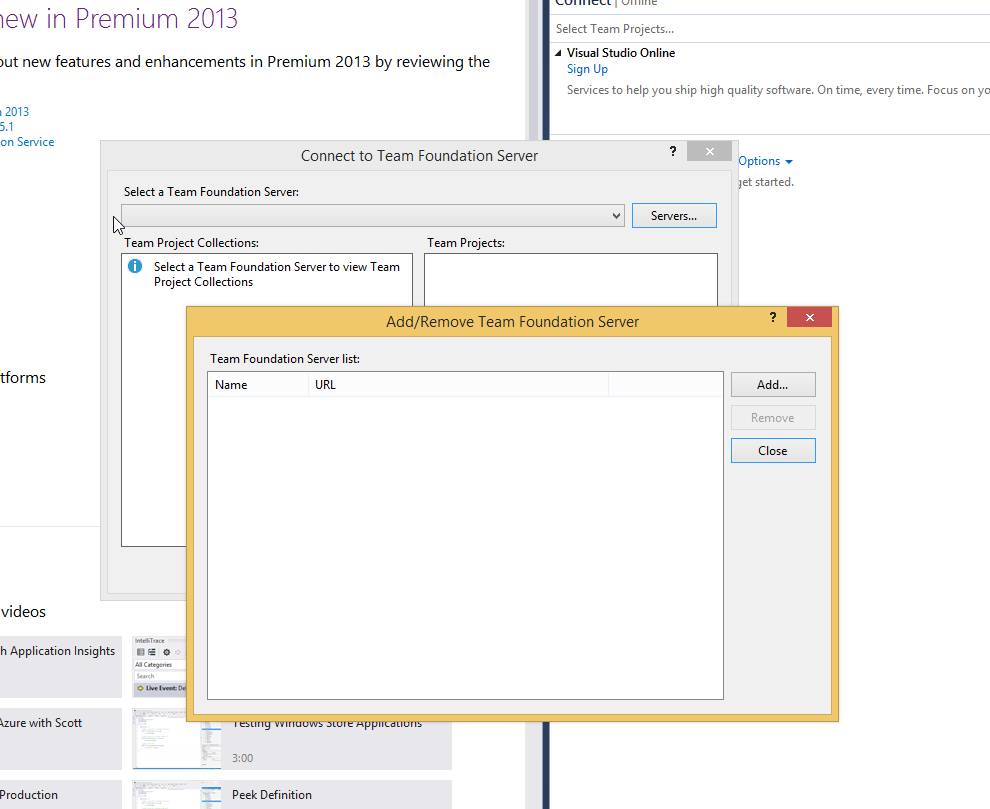 new in Premium 2013
out new features and enhancements in Premium 2013 by reviewing the
2013
5.1
on Service
Connect | Offline
Select Team Projects...
Visual Studio Online
Sign Up
Services to help you ship high quality software. On time, every time. Focus on yo
Options
get started.
Connect to Team Foundation Server
?
Select a Team Foundation Server:
Servers...
Team Project Collections:
Team Projects:
Select a Team Foundation Server to view Team
Project Collections
Add/Remove Team Foundation Server
?
Team Foundation Server list:
Name URL
Add...
Remove
Close
tforms
videos
h Application Insights
IntelliTrace
All Categories
Search
Live Event: De
Azure with Scott
Testing Windows Store Applications
3:00
Production
Peek Definition